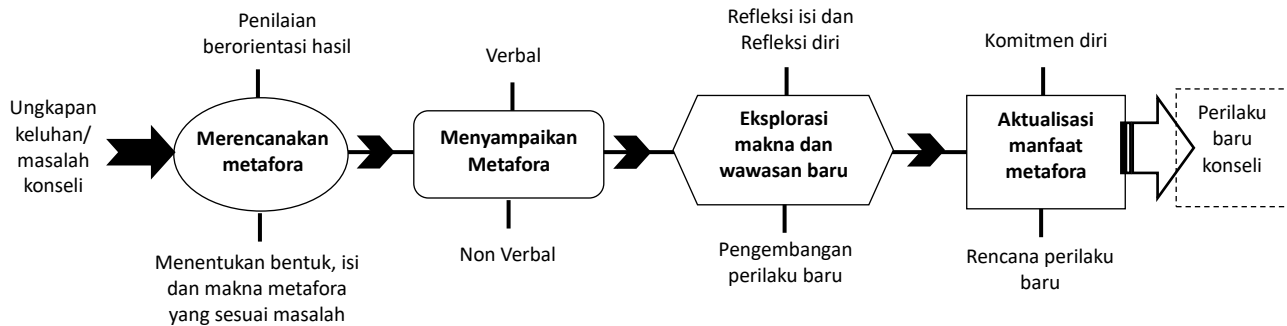 Ungkapan
keluhan/
masalah
konseli
Penilaian
berorientasi hasil
Merencanakan
metafora
Menentukan bentuk, isi
dan makna metafora
yang sesuai masalah
Verbal
Menyampaikan
Metafora
Non Verbal
Refleksi isi dan
Refleksi diri
Eksplorasi
makna dan
wawasan baru
Pengembangan
perilaku baru
Komitmen diri
Aktualisasi
manfaat
metafora
Rencana perilaku
baru
Perilaku
baru
konseli